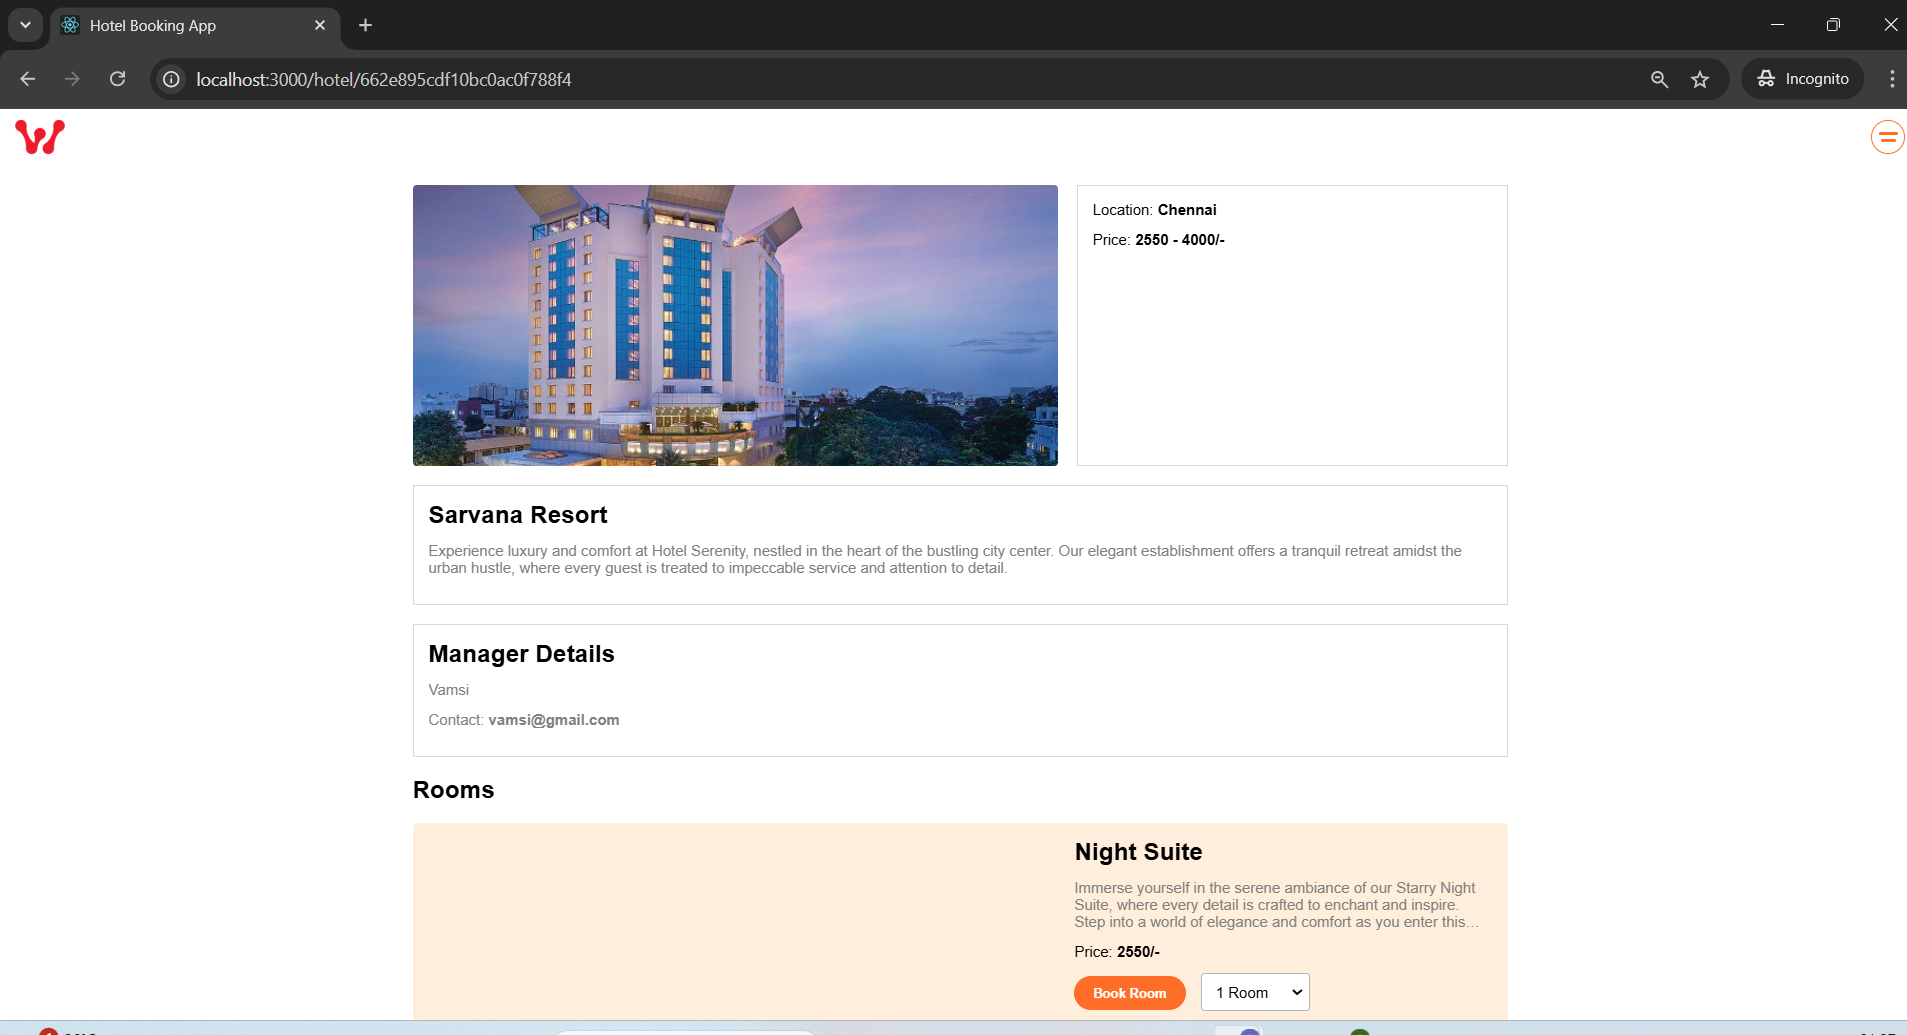 Hotel Booking App
localhost:3000/hotel/662e895cdf10bc0ac0f788f4
Incognito
Location: Chennai
Price: 2550 - 4000/-
Sarvana Resort
Experience luxury and comfort at Hotel Serenity, nestled in the heart of the bustling city center. Our elegant establishment offers a tranquil retreat amidst the
urban hustle, where every guest is treated to impeccable service and attention to detail.
Manager Details
Vamsi
Contact: vamsi@gmail.com
Rooms
Night Suite
Immerse yourself in the serene ambiance of our Starry Night
Suite, where every detail is crafted to enchant and inspire.
Step into a world of elegance and comfort as you enter this...
Price: 2550/-
Book Room
1 Room